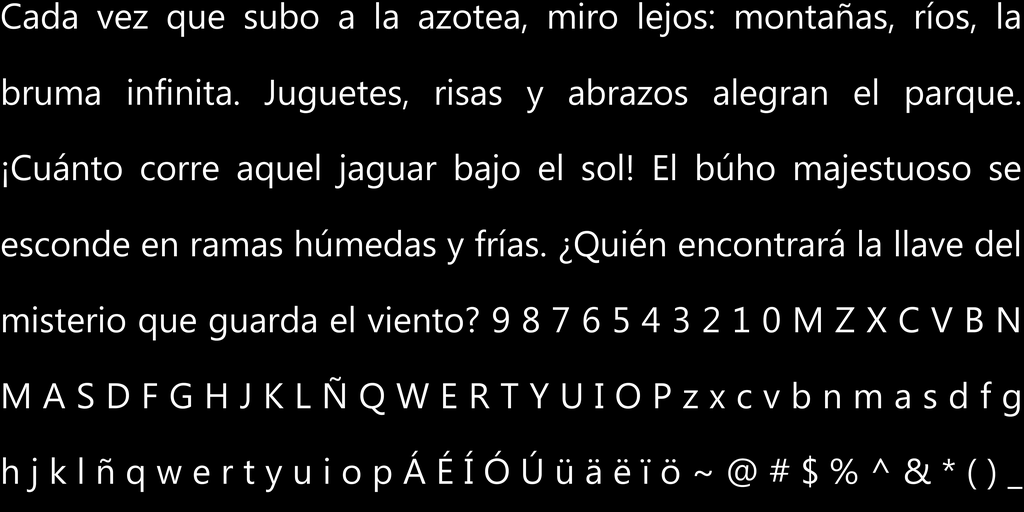 Cada vez que subo a la azotea, miro lejos: montañas, ríos, la
bruma infinita. Juguetes, risas y abrazos alegran el parque.
¡Cuánto corre aquel jaguar bajo el sol! El búho majestuoso se
esconde en ramas húmedas y frías. ¿Quién encontrará la llave del
misterio que guarda el viento? 9 8 7 6 5 4 3 2 1 0 M Z X C V B N
M A S D F G H J K L Ñ Q W E R T Y U I O P z x c v b n m a s d f g
h j k l ñ q w e r t y u i o p Á É Í Ó Ú ü ä ë ï ö ~ @ # $ % ^ & * ( ) _